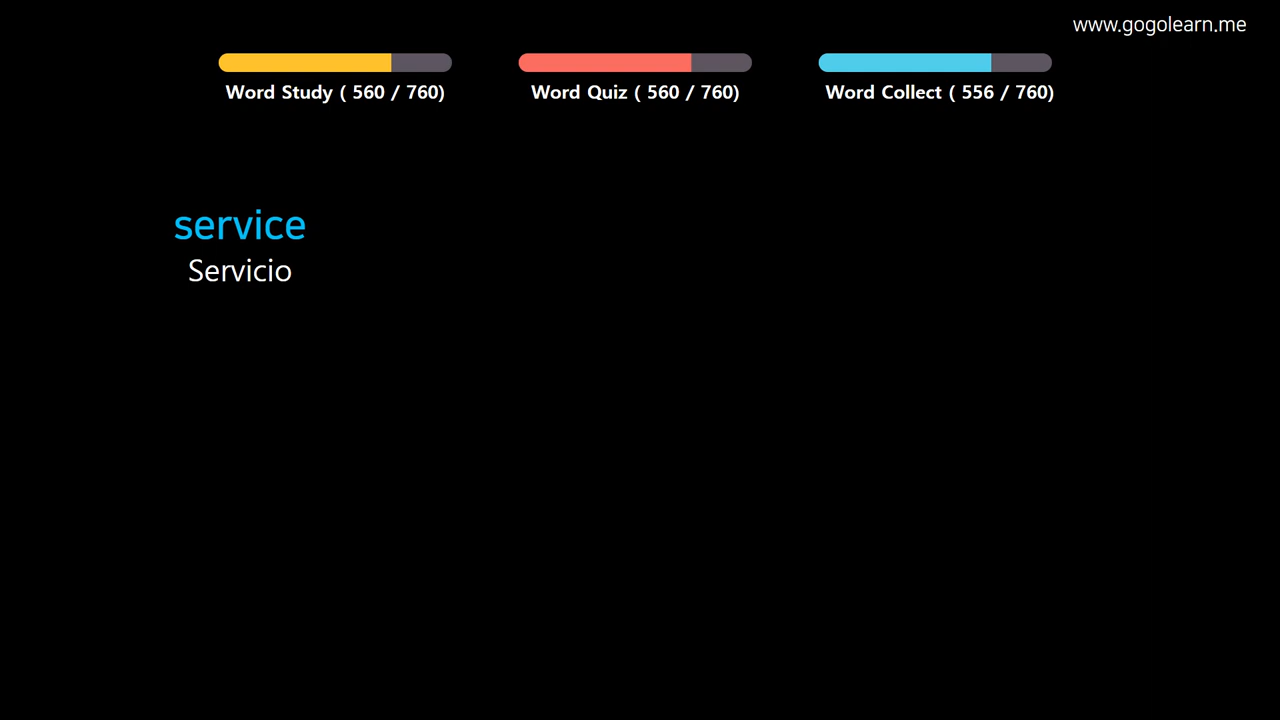 www.gogolearn.me
Word Study ( 560 / 760)
Word Quiz ( 560 / 760)
Word Collect ( 556 / 760)
service
Servicio